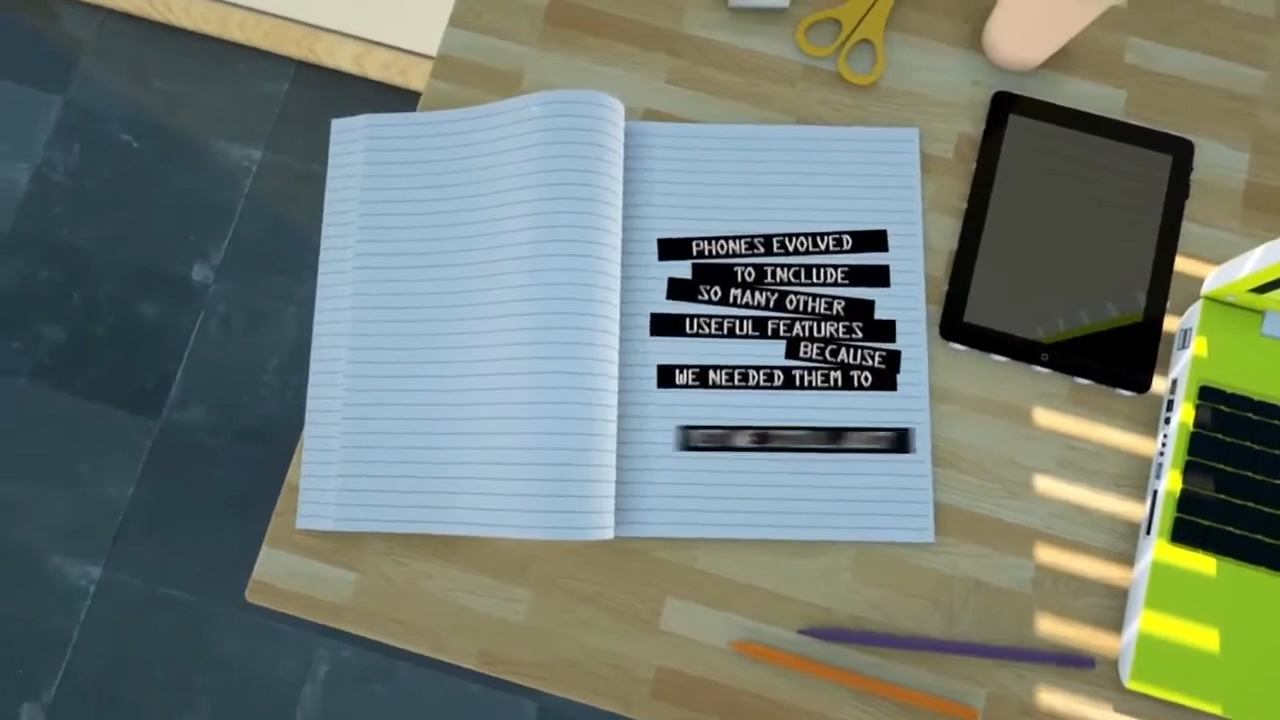 PHONES EVOLVED
TO INCLUDE
SO MANY OTHER
USEFUL FEATURES
BECAUSE
WE NEEDED THEM TO